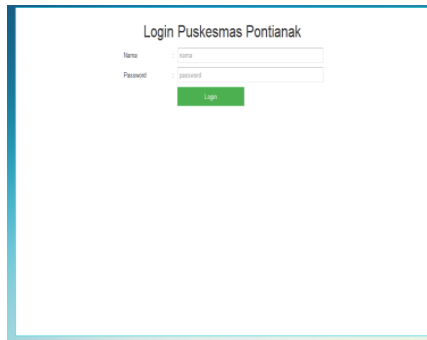 Login Puskesmas Pontianak
Nama : nama
Password : password
Login